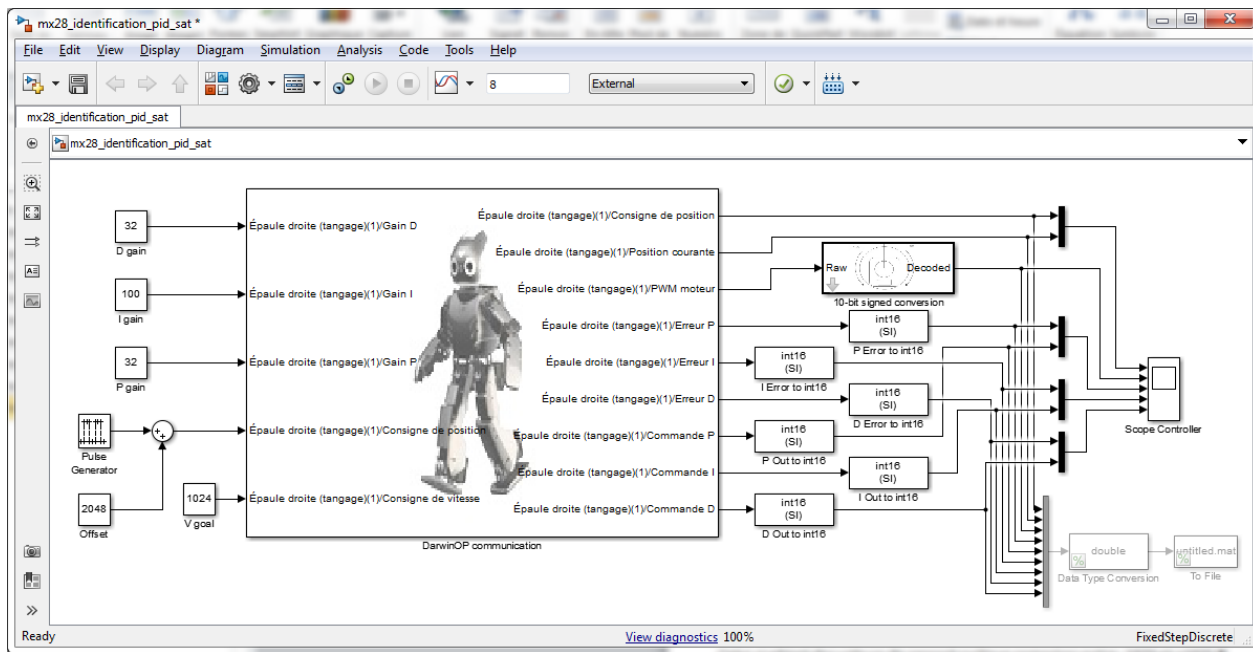 mx28_identification_pid_sat *
File Edit View Display Diagram Simulation Analysis Code Tools Help
8 External
mx28_identification_pid_sat
mx28_identification_pid_sat
32
D gain
100
I gain
32
P gain
Pulse
Generator
2048
Offset
1024
V goal
Épaule droite (tangage)(1)/Gain D
Épaule droite (tangage)(1)/Gain I
Épaule droite (tangage)(1)/Gain P
Épaule droite (tangage)(1)/Consigne de position
Épaule droite (tangage)(1)/Consigne de vitesse
Épaule droite (tangage)(1)/Consigne de position
Épaule droite (tangage)(1)/Position courante
Épaule droite (tangage)(1)/PWM moteur
Épaule droite (tangage)(1)/Erreur P
Épaule droite (tangage)(1)/Erreur I
Épaule droite (tangage)(1)/Erreur D
Épaule droite (tangage)(1)/Commande P
Épaule droite (tangage)(1)/Commande I
Épaule droite (tangage)(1)/Commande D
DarwinOP communication
Raw Decoded
10-bit signed conversion
int16
(SI)
P Error to int16
int16
(SI)
I Error to int16
int16
(SI)
D Error to int16
int16
(SI)
P Out to int16
int16
(SI)
I Out to int16
int16
(SI)
D Out to int16
Scope Controller
double
Data Type Conversion
untitled.mat
To File
Ready View diagnostics 100% FixedStepDiscrete